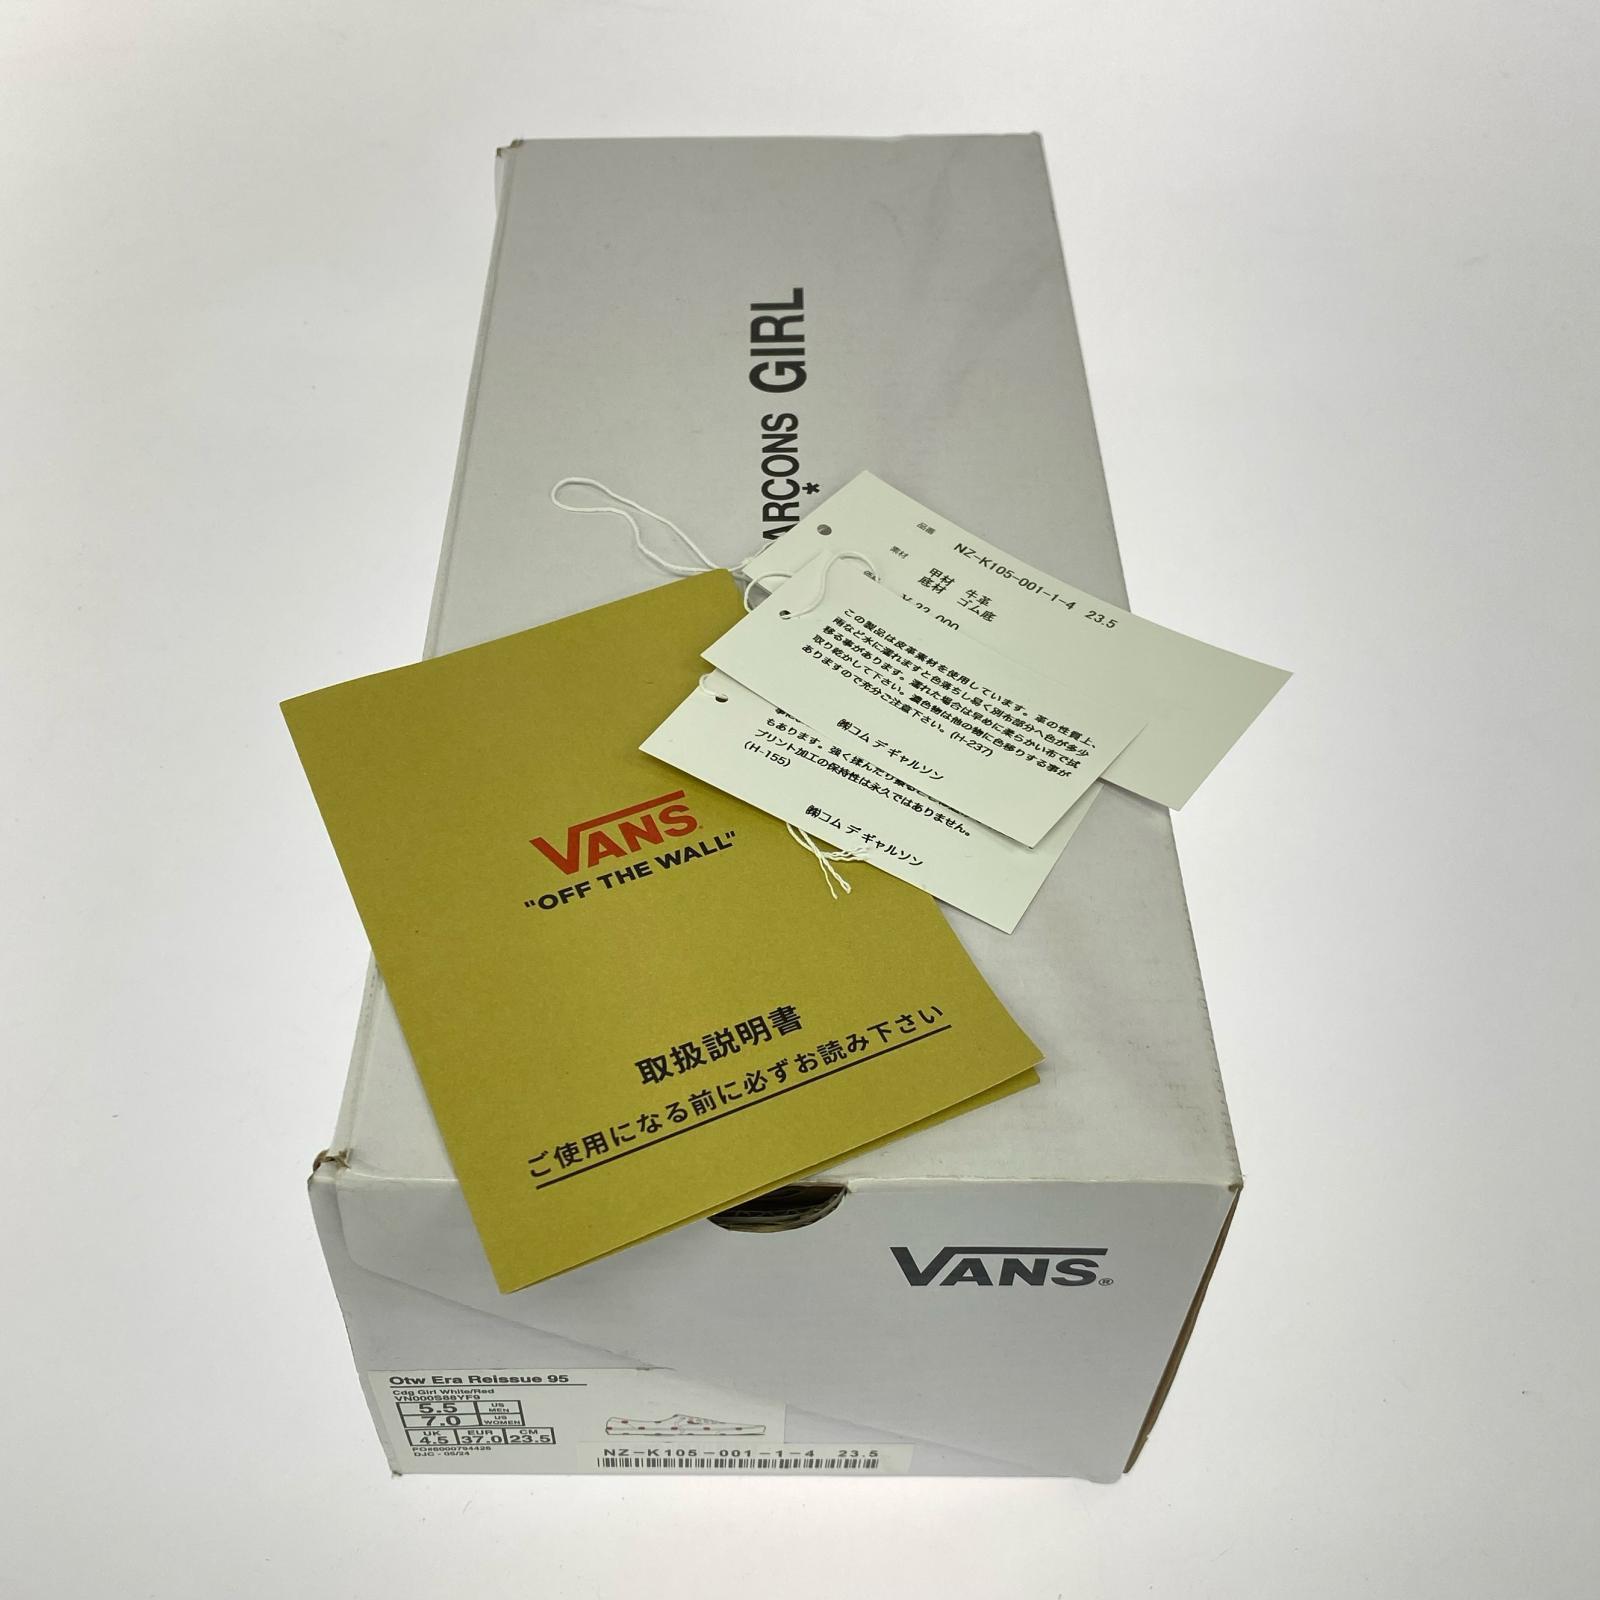 ARÇONS GIRL
*
品番 NZ-K105-001-1-4 23.5
素材 甲材 牛革
底材 ゴム底
この製品は皮革素材を使用しています。革の性質上、
雨など水に濡れますと色落ちし易く別布部分へ色が多少
移る事があります。濡れた場合は早めに柔らかい布で拭
取り乾かして下さい。濃色物は他の物に色移りする事が
ありますので充分ご注意下さい。(H-237)
㈱コム デ ギャルソン
もあります。強く揉んだり
プリント加工の保持性は永久ではありません。
(H-155)
㈱コム デ ギャルソン
VANS
"OFF THE WALL"
取扱説明書
ご使用になる前に必ずお読み下さい
VANS®
Otw Era Reissue 95
Cdg Girl White/Red
VN000S88YF9
5.5 US MEN
7.0 US WOMEN
UK EUR CM
4.5 37.0 23.5
PO#8000794426
DJC - 05/24
NZ-K105-001-1-4 23.5